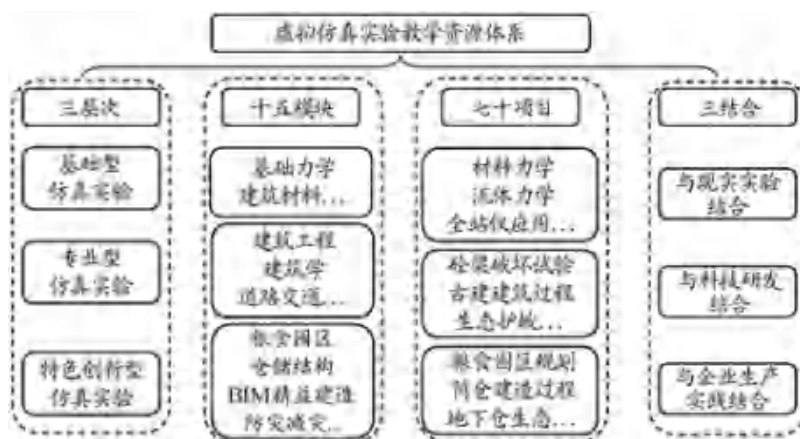 虚拟仿真实验教学资源体系
三层次
基础型
仿真实验
专业型
仿真实验
特色创新型
仿真实验
十五模块
基础力学
建筑材料...
建筑工程
建筑学
道路交通...
粮食园区
仓储结构
BIM精益建造
防灾减灾...
七十项目
材料力学
流体力学
全站仪应用...
砼梁破坏试验
古建建筑过程
生态护坡...
粮食园区规划
筒仓建造过程
地下仓生态...
三结合
与现实实验
结合
与科技研发
结合
与企业生产
实践结合